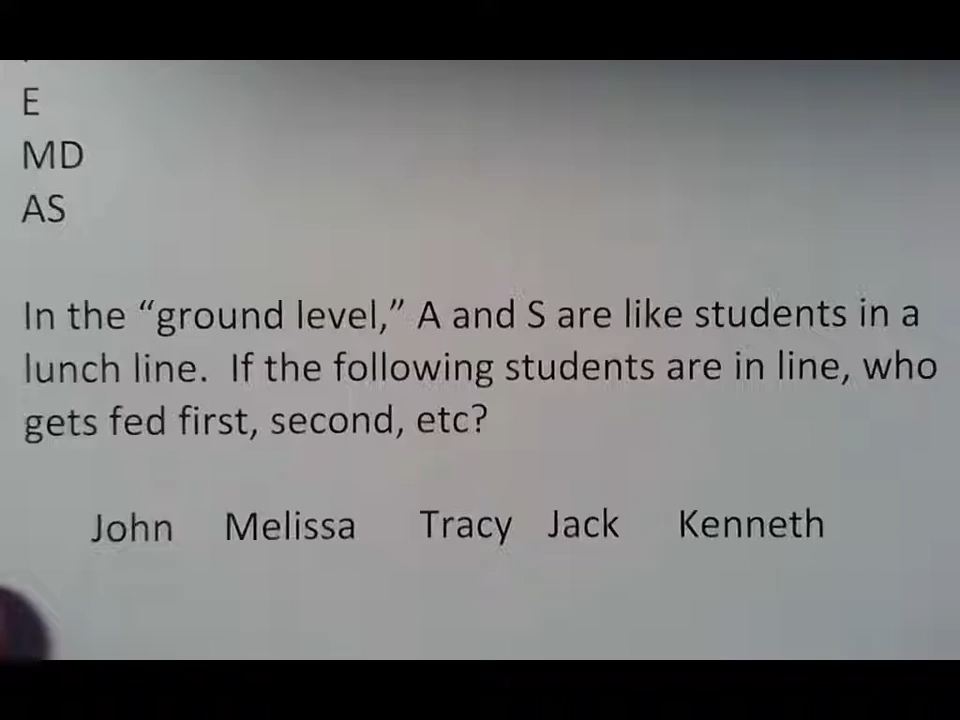 E
MD
AS
In the “ground level,” A and S are like students in a
lunch line.  If the following students are in line, who
gets fed first, second, etc?
John Melissa Tracy Jack Kenneth